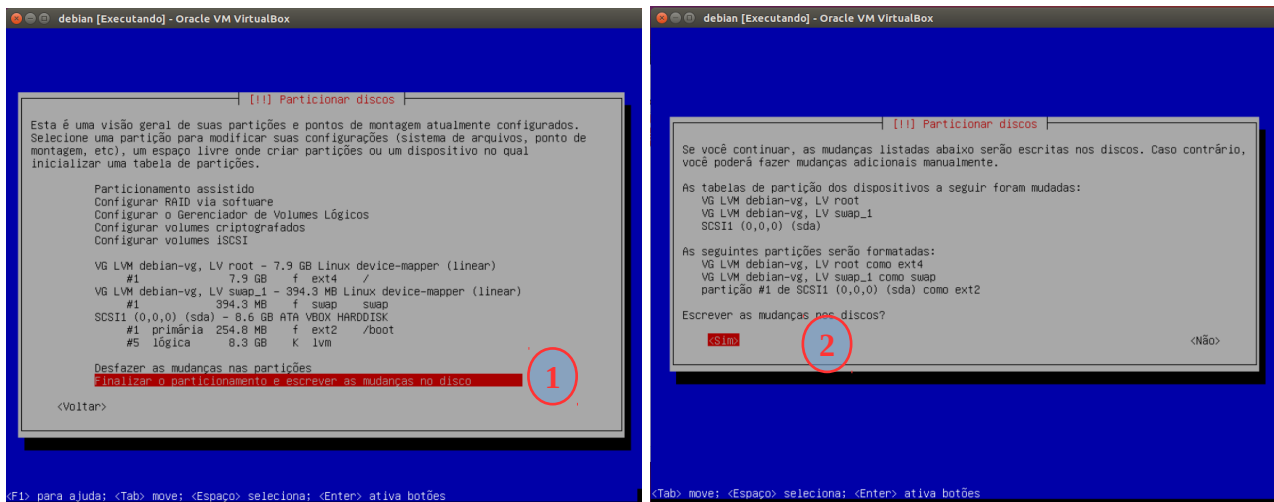 debian [Executando] - Oracle VM VirtualBox
[!!] Particionar discos
Esta é uma visão geral de suas partições e pontos de montagem atualmente configurados.
Selecione uma partição para modificar suas configurações (sistema de arquivos, ponto de
montagem, etc), um espaço livre onde criar partições ou um dispositivo no qual
inicializar uma tabela de partições.
Particionamento assistido
Configurar RAID via software
Configurar o Gerenciador de Volumes Lógicos
Configurar volumes criptografados
Configurar volumes iSCSI
VG LVM debian-vg, LV root - 7.9 GB Linux device-mapper (linear)
#1 7.9 GB f ext4 /
VG LVM debian-vg, LV swap_1 - 394.3 MB Linux device-mapper (linear)
#1 394.3 MB f swap swap
SCSI1 (0,0,0) (sda) - 8.6 GB ATA VBOX HARDDISK
#1 primária 254.8 MB f ext2 /boot
#5 lógica 8.3 GB K lvm
Desfazer as mudanças nas partições
Finalizar o particionamento e escrever as mudanças no disco
1
<Voltar>
<F1> para ajuda; <Tab> move; <Espaço> seleciona; <Enter> ativa botões
debian [Executando] - Oracle VM VirtualBox
[!!] Particionar discos
Se você continuar, as mudanças listadas abaixo serão escritas nos discos. Caso contrário,
você poderá fazer mudanças adicionais manualmente.
As tabelas de partição dos dispositivos a seguir foram mudadas:
VG LVM debian-vg, LV root
VG LVM debian-vg, LV swap_1
SCSI1 (0,0,0) (sda)
As seguintes partições serão formatadas:
VG LVM debian-vg, LV root como ext4
VG LVM debian-vg, LV swap_1 como swap
partição #1 de SCSI1 (0,0,0) (sda) como ext2
Escrever as mudanças nos discos?
<Sim> 2 <Não>
<Tab> move; <Espaço> seleciona; <Enter> ativa botões